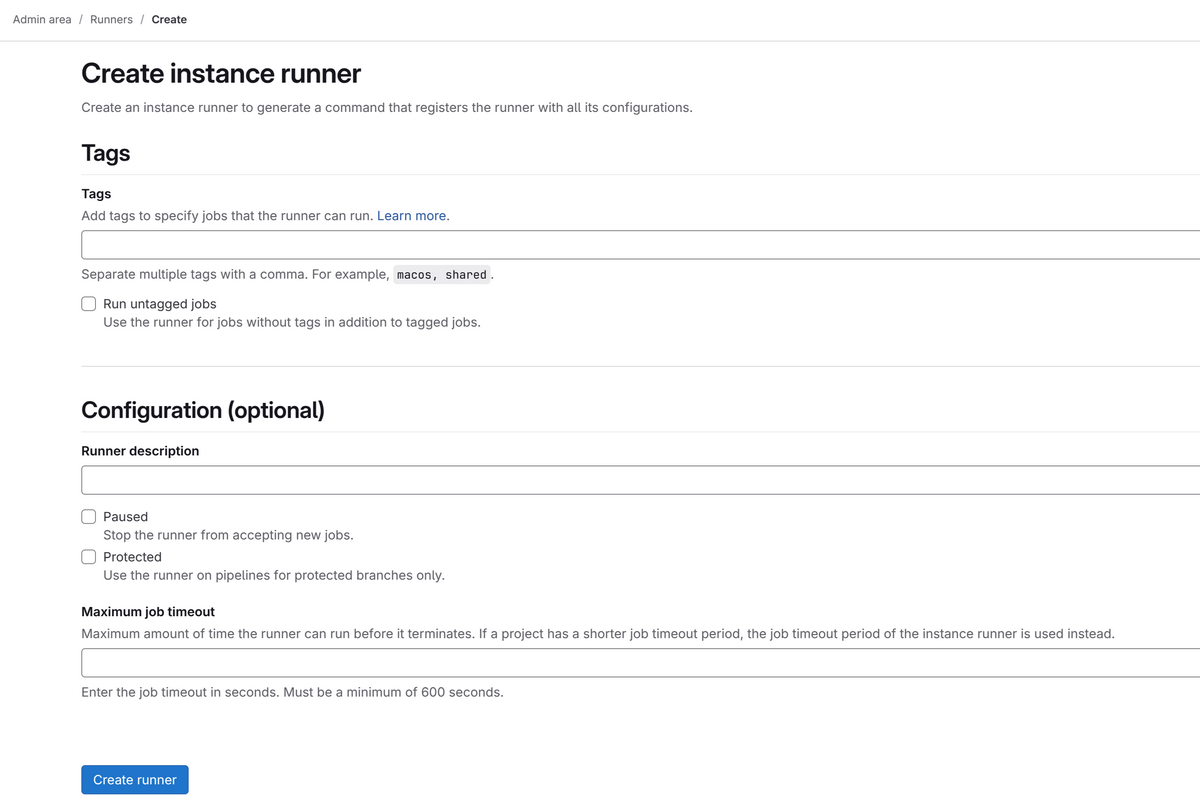 Admin area / Runners / Create
Create instance runner
Create an instance runner to generate a command that registers the runner with all its configurations.
Tags
Tags
Add tags to specify jobs that the runner can run. Learn more.
Separate multiple tags with a comma. For example, macos, shared.
Run untagged jobs
Use the runner for jobs without tags in addition to tagged jobs.
Configuration (optional)
Runner description
Paused
Stop the runner from accepting new jobs.
Protected
Use the runner on pipelines for protected branches only.
Maximum job timeout
Maximum amount of time the runner can run before it terminates. If a project has a shorter job timeout period, the job timeout period of the instance runner is used instead.
Enter the job timeout in seconds. Must be a minimum of 600 seconds.
Create runner